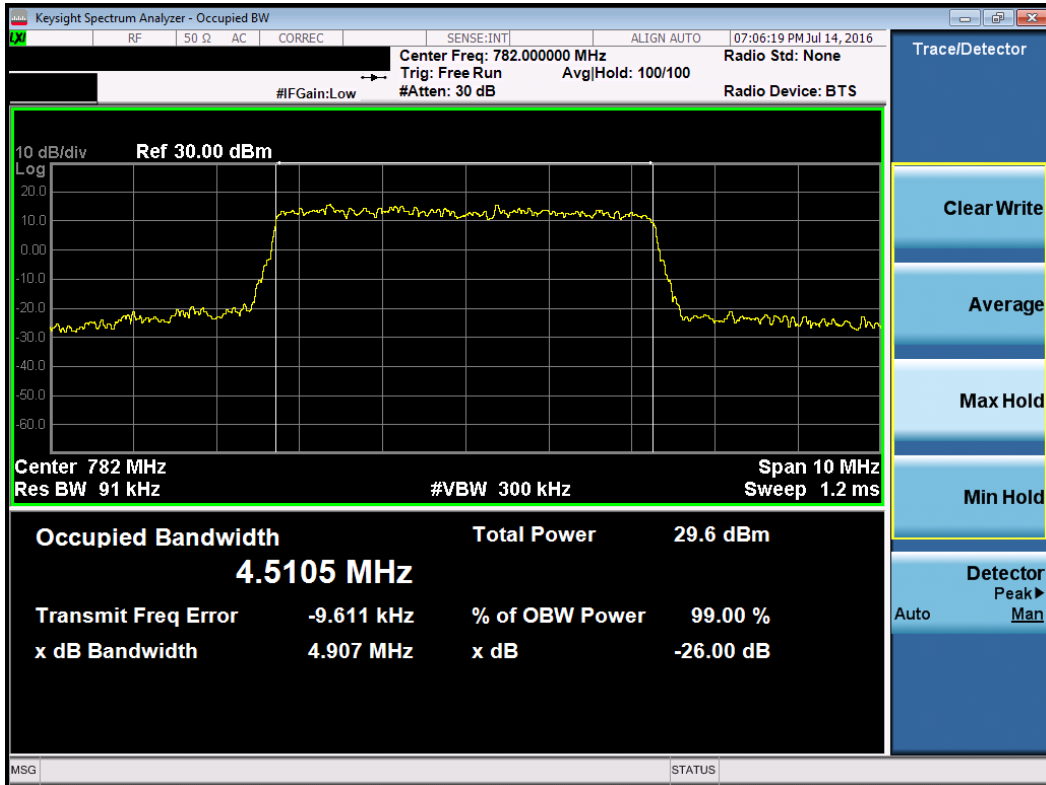 Keysight Spectrum Analyzer - Occupied BW
LXI RF 50 Ω AC CORREC SENSE:INT ALIGN AUTO 07:06:19 PM Jul 14, 2016
Center Freq: 782.000000 MHz Radio Std: None
Trig: Free Run Avg|Hold: 100/100
#IFGain:Low #Atten: 30 dB Radio Device: BTS
10 dB/div Ref 30.00 dBm
Log
20.0
10.0
0.00
-10.0
-20.0
-30.0
-40.0
-50.0
-60.0
Center 782 MHz Span 10 MHz
Res BW 91 kHz #VBW 300 kHz Sweep 1.2 ms
Occupied Bandwidth Total Power 29.6 dBm
4.5105 MHz
Transmit Freq Error -9.611 kHz % of OBW Power 99.00 %
x dB Bandwidth 4.907 MHz x dB -26.00 dB
MSG STATUS
Trace/Detector
Clear Write
Average
Max Hold
Min Hold
Detector
Peak▶
Auto Man